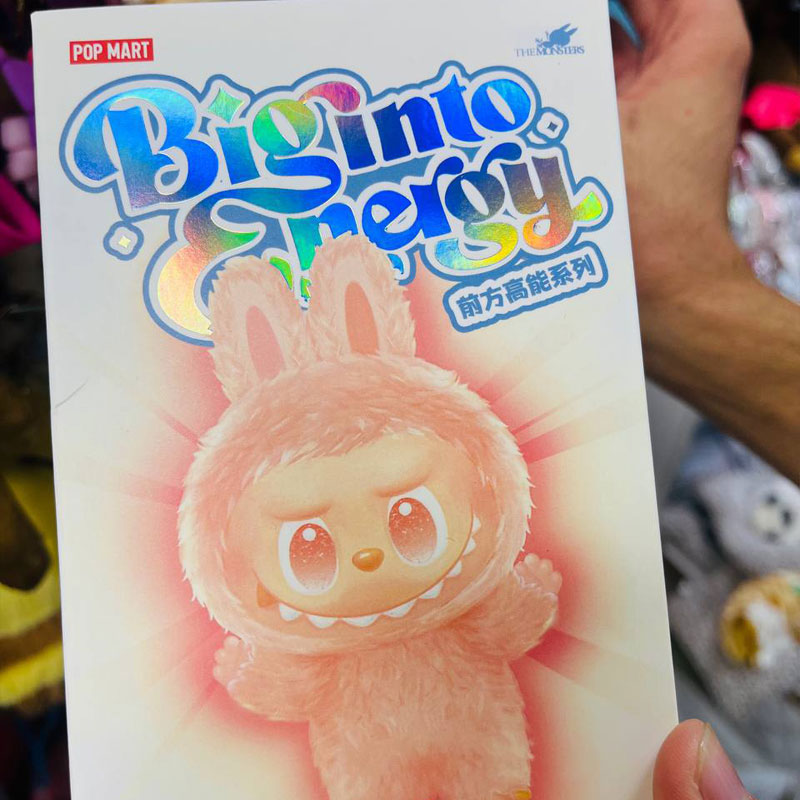 POP MART
THE MONSTERS
Big into
Energy
前方高能系列